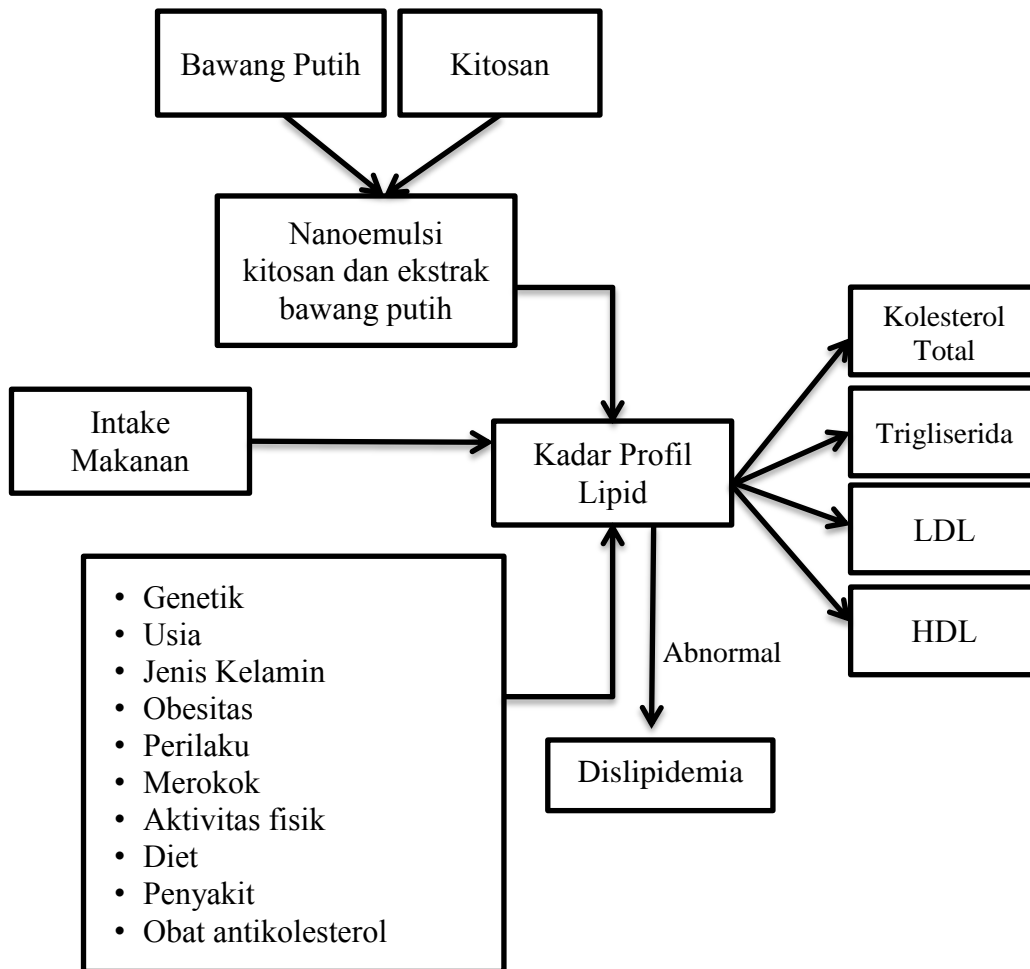 Bawang Putih
Kitosan
Nanoemulsi
kitosan dan ekstrak
bawang putih
Kolesterol
Total
Intake
Makanan
Kadar Profil
Lipid
Trigliserida
LDL
HDL
• Genetik
• Usia
• Jenis Kelamin
• Obesitas
• Perilaku
• Merokok
• Aktivitas fisik
• Diet
• Penyakit
• Obat antikolesterol
Abnormal
Dislipidemia